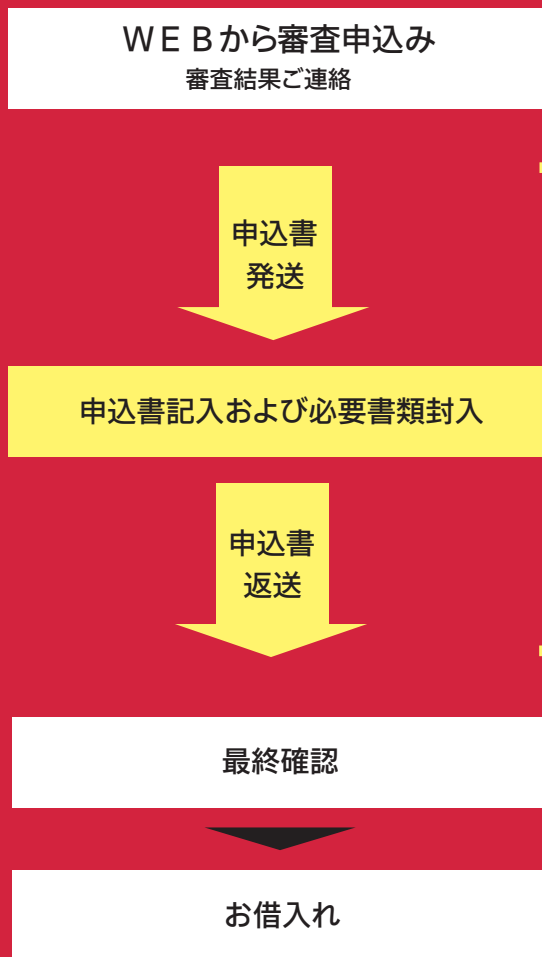 ＷＥＢから審査申込み
審査結果ご連絡
申込書
発送
申込書記入および必要書類封入
申込書
返送
最終確認
お借入れ